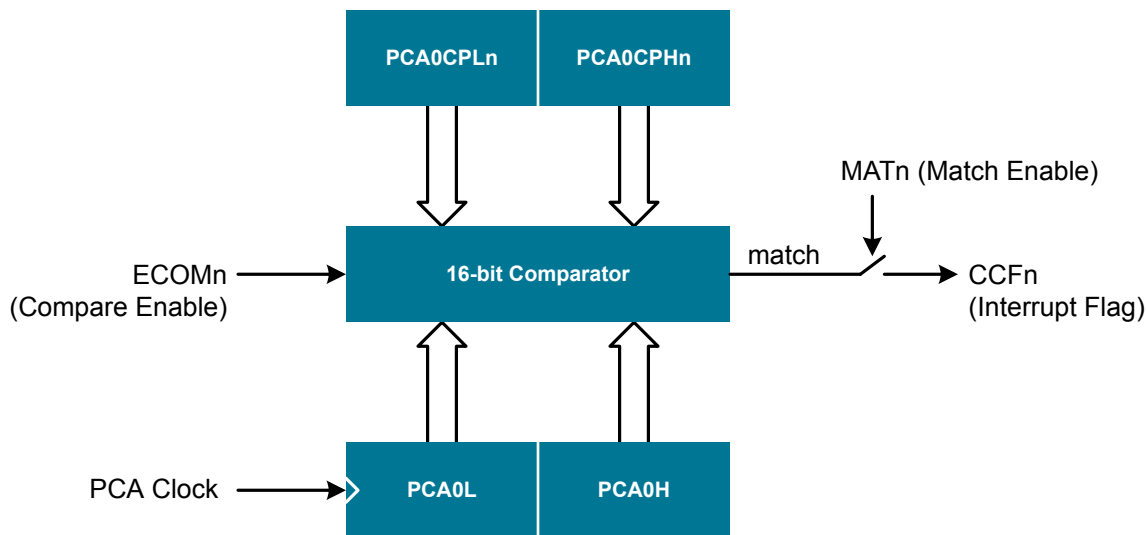 PCA0CPLn
PCA0CPHn
MATn (Match Enable)
ECOMn
(Compare Enable)
16-bit Comparator
match
CCFn
(Interrupt Flag)
PCA Clock
PCA0L
PCA0H